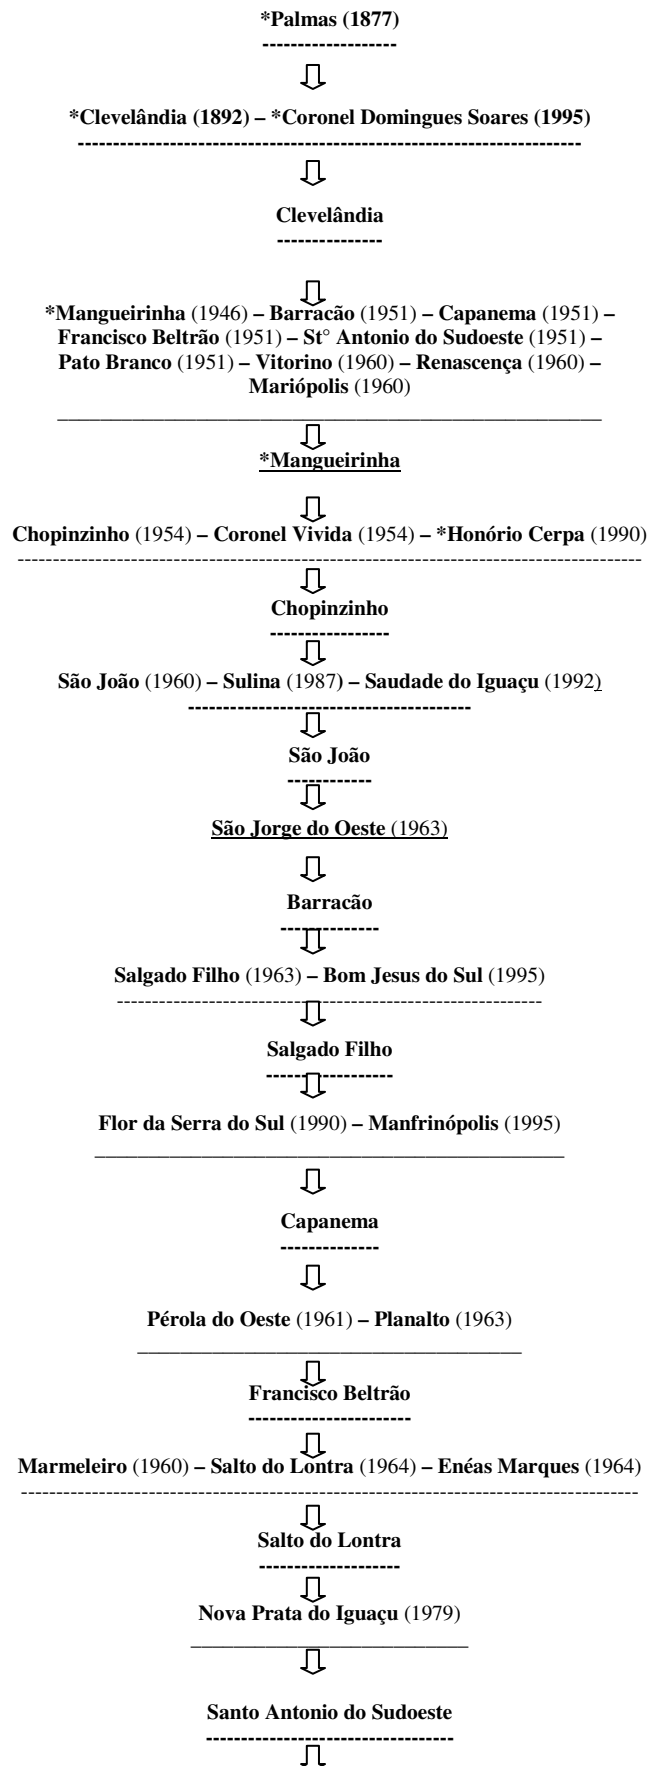 *Palmas (1877)
*Clevelândia (1892) – *Coronel Domingues Soares (1995)
Clevelândia
*Mangueirinha (1946) – Barracão (1951) – Capanema (1951) –
Francisco Beltrão (1951) – St° Antonio do Sudoeste (1951) –
Pato Branco (1951) – Vitorino (1960) – Renascença (1960) –
Mariópolis (1960)
*Mangueirinha
Chopinzinho (1954) – Coronel Vivida (1954) – *Honório Cerpa (1990)
Chopinzinho
São João (1960) – Sulina (1987) – Saudade do Iguaçu (1992)
São João
São Jorge do Oeste (1963)
Barracão
Salgado Filho (1963) – Bom Jesus do Sul (1995)
Salgado Filho
Flor da Serra do Sul (1990) – Manfrinópolis (1995)
Capanema
Pérola do Oeste (1961) – Planalto (1963)
Francisco Beltrão
Marmeleiro (1960) – Salto do Lontra (1964) – Enéas Marques (1964)
Salto do Lontra
Nova Prata do Iguaçu (1979)
Santo Antonio do Sudoeste